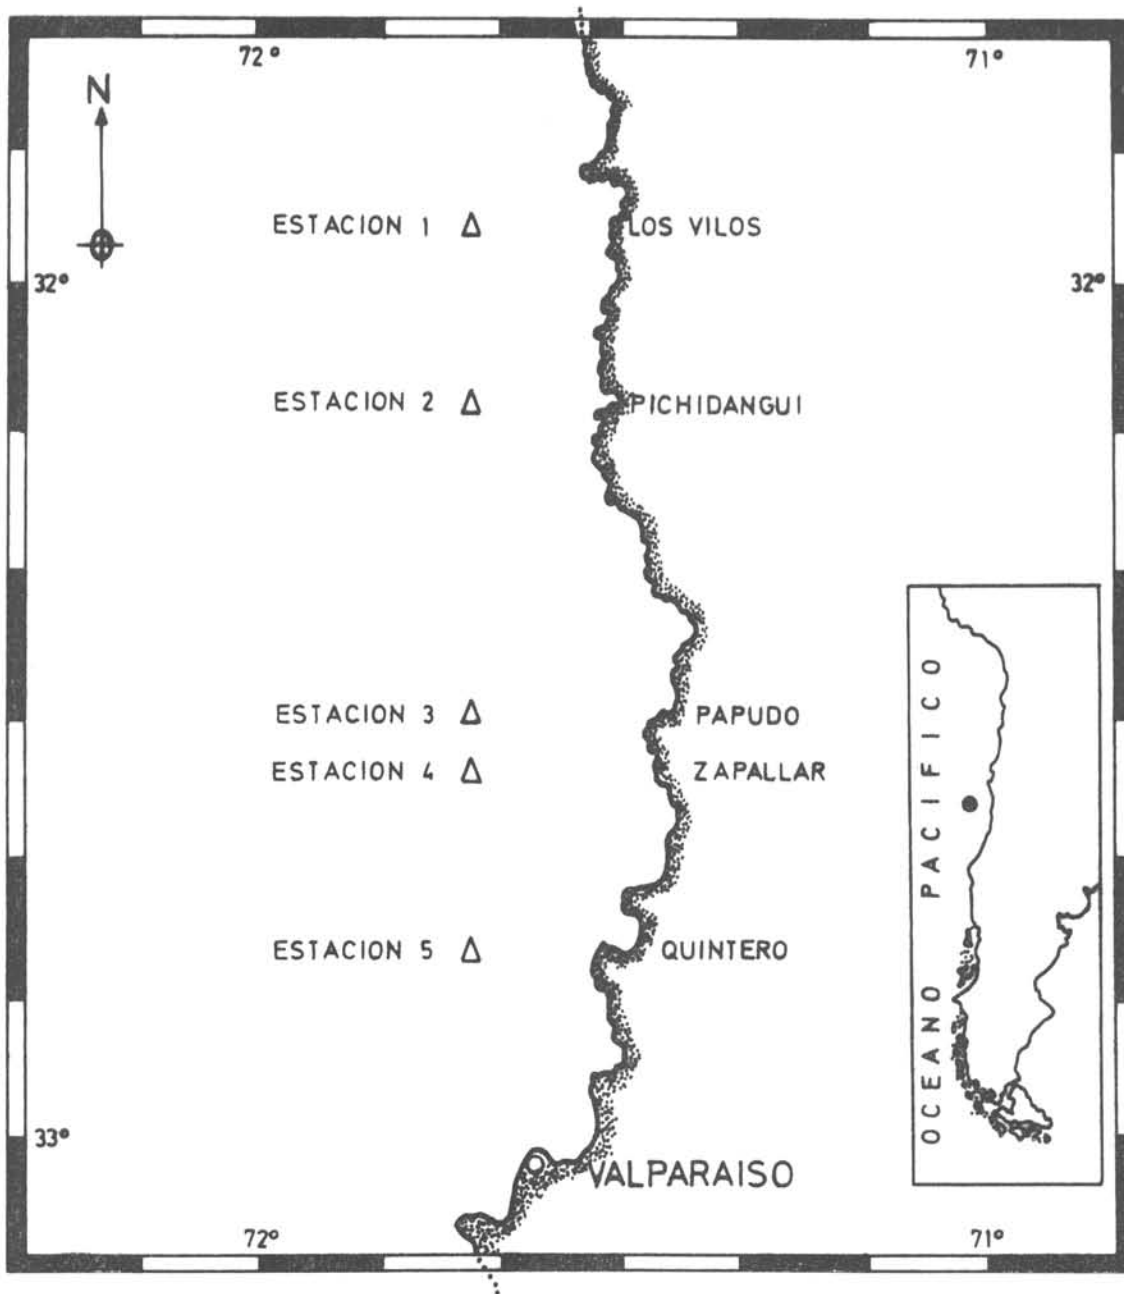 72°
71°
N
ESTACION 1
LOS VILOS
32°
32°
ESTACION 2
PICHIDANGUI
ESTACION 3
PAPUDO
ESTACION 4
ZAPALLAR
OCEANO PACIFICO
ESTACION 5
QUINTERO
33°
VALPARAISO
72°
71°